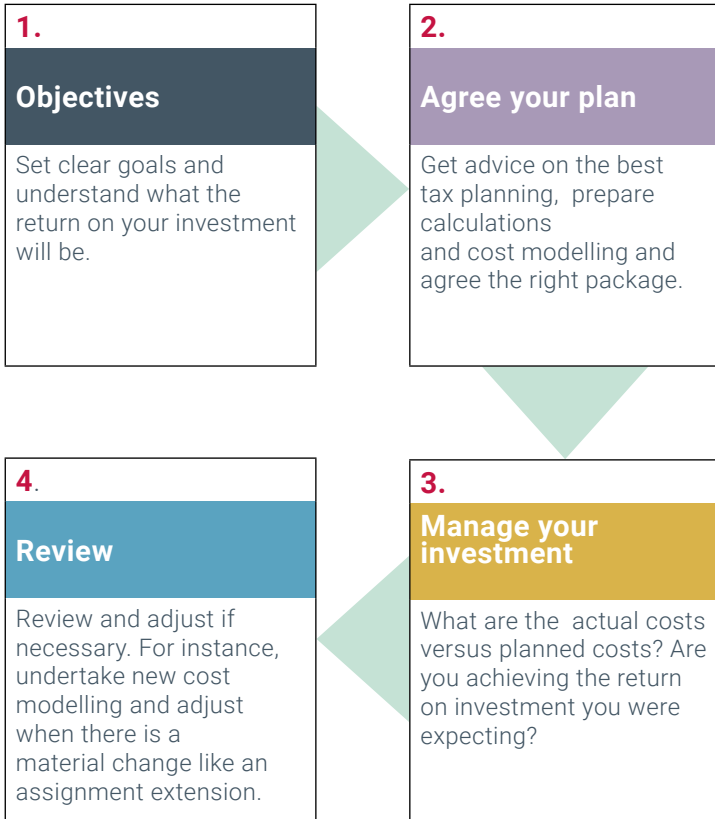 1.
Objectives
Set clear goals and
understand what the
return on your investment
will be.
2.
Agree your plan
Get advice on the best
tax planning, prepare
calculations
and cost modelling and
agree the right package.
3.
Manage your
investment
What are the actual costs
versus planned costs? Are
you achieving the return
on investment you were
expecting?
4.
Review
Review and adjust if
necessary. For instance,
undertake new cost
modelling and adjust
when there is a
material change like an
assignment extension.